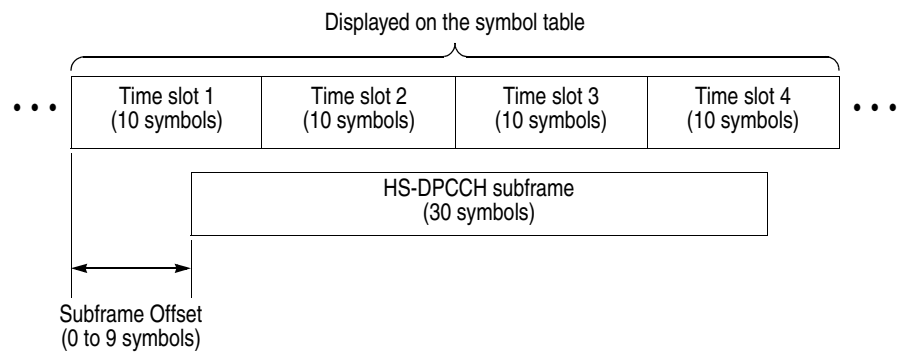 Displayed on the symbol table
Time slot 1
(10 symbols)
Time slot 2
(10 symbols)
Time slot 3
(10 symbols)
Time slot 4
(10 symbols)
HS-DPCCH subframe
(30 symbols)
Subframe Offset
(0 to 9 symbols)